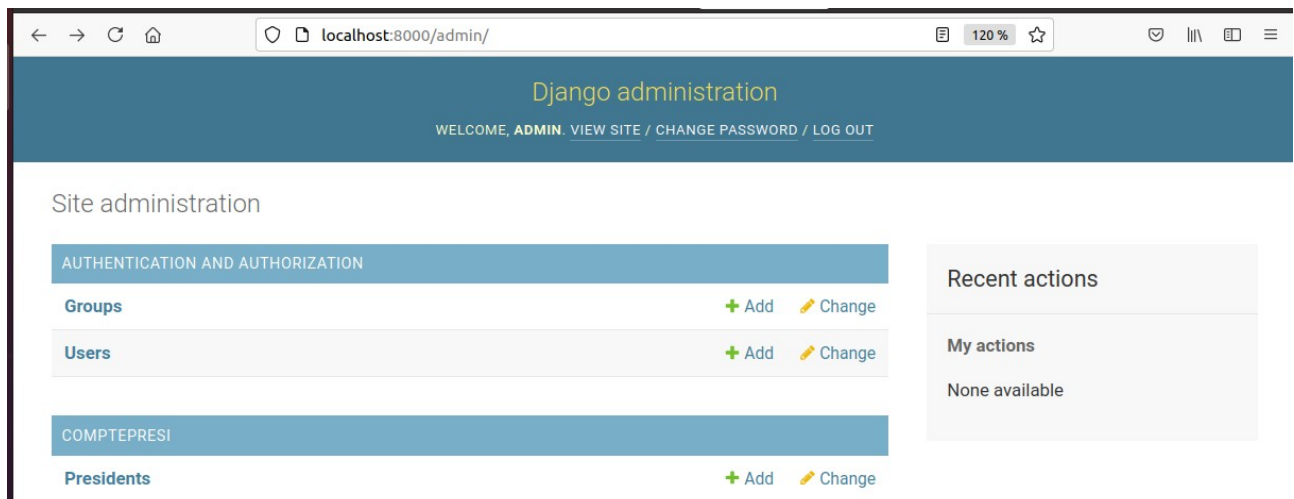 localhost:8000/admin/
120 %
Django administration
WELCOME, ADMIN. VIEW SITE / CHANGE PASSWORD / LOG OUT
Site administration
AUTHENTICATION AND AUTHORIZATION
Groups
Add
Change
Users
Add
Change
COMPTEPRESI
Presidents
Add
Change
Recent actions
My actions
None available